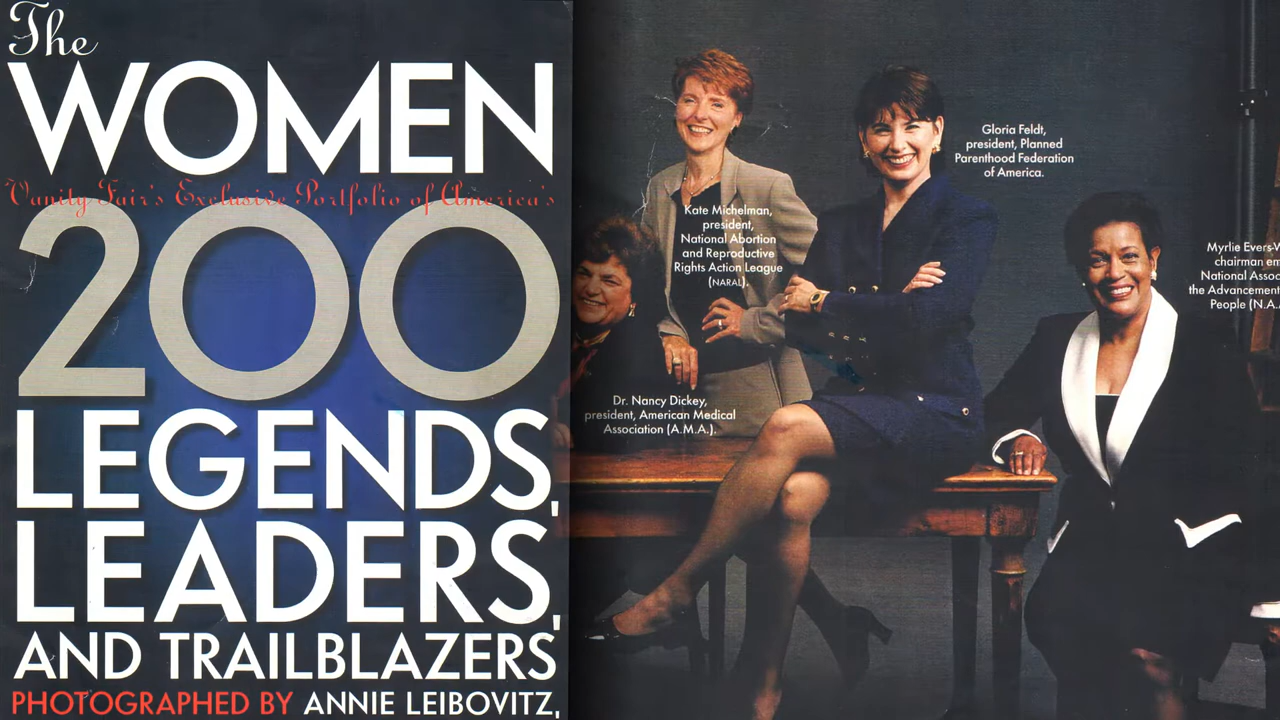 The
WOMEN
Vanity Fair's Exclusive Portfolio of America's
200
LEGENDS,
LEADERS,
AND TRAILBLAZERS
PHOTOGRAPHED BY ANNIE LEIBOVITZ,
Kate Michelman,
president,
National Abortion
and Reproductive
Rights Action League
(NARAL).
Gloria Feldt,
president, Planned
Parenthood Federation
of America.
Dr. Nancy Dickey,
president, American Medical
Association (A.M.A.).
Myrlie Evers-
chairman
National
the Advancement
People (N.A.